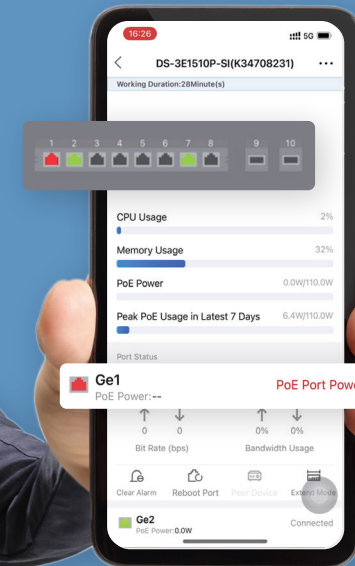 16:26
5G
DS-3E1510P-SI(K34708231)
Working Duration:28Minute(s)
1 2 3 4 5 6 7 8 9 10
CPU Usage 2%
Memory Usage 32%
PoE Power 0.0W/110.0W
Peak PoE Usage in Latest 7 Days 6.4W/110.0W
Port Status
Ge1 PoE Port Powe
PoE Power:--
0 0 0% 0%
Bit Rate (bps) Bandwidth Usage
Clear Alarm Reboot Port Peer Device Extend Mode
Ge2 Connected
PoE Power:0.0W